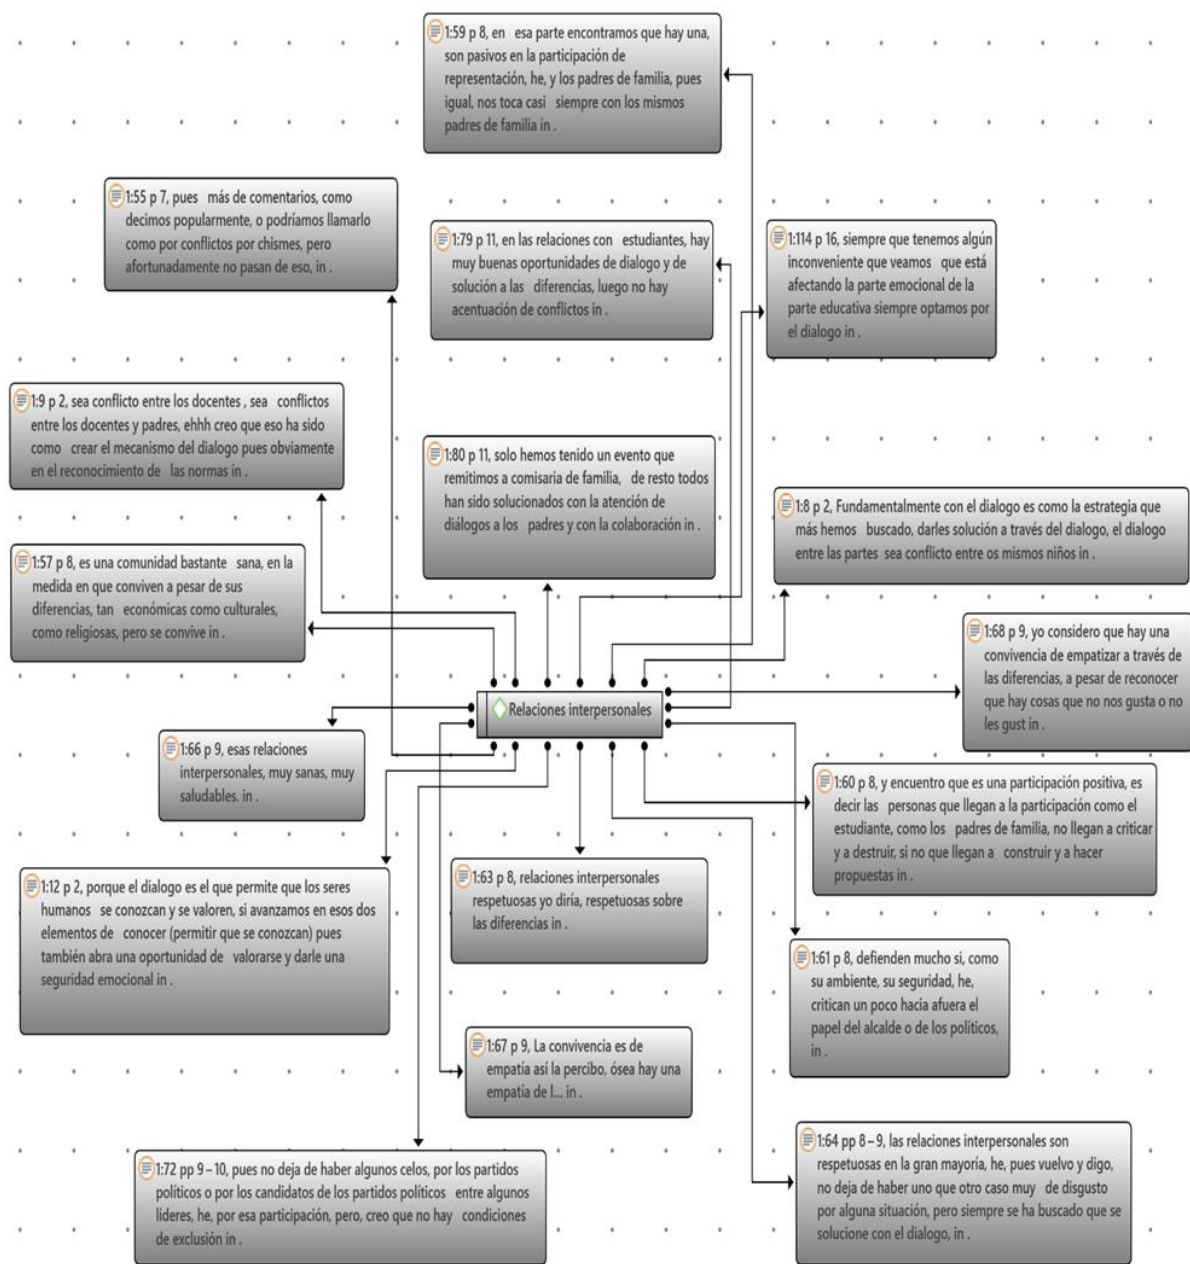 1:59 p 8, en esa parte encontramos que hay una,
son pasivos en la participación de
representación, he, y los padres de familia, pues
igual, nos toca casi siempre con los mismos
padres de familia in .
1:55 p 7, pues más de comentarios, como
decimos popularmente, o podríamos llamarlo
como por conflictos por chismes, pero
afortunadamente no pasan de eso, in .
1:79 p 11, en las relaciones con estudiantes, hay
muy buenas oportunidades de dialogo y de
solución a las diferencias, luego no hay
acentuación de conflictos in .
1:114 p 16, siempre que tenemos algún
inconveniente que veamos que está
afectando la parte emocional de la
parte educativa siempre optamos por
el dialogo in .
1:9 p 2, sea conflicto entre los docentes , sea conflictos
entre los docentes y padres, ehhh creo que eso ha sido
como crear el mecanismo del dialogo pues obviamente
en el reconocimiento de las normas in .
1:80 p 11, solo hemos tenido un evento que
remitimos a comisaria de familia, de resto todos
han sido solucionados con la atención de
diálogos a los padres y con la colaboración in .
1:8 p 2, Fundamentalmente con el dialogo es como la estrategia que
más hemos buscado, darles solución a través del dialogo, el dialogo
entre las partes sea conflicto entre os mismos niños in .
1:57 p 8, es una comunidad bastante sana, en la
medida en que conviven a pesar de sus
diferencias, tan económicas como culturales,
como religiosas, pero se convive in .
1:68 p 9, yo considero que hay una
convivencia de empatizar a través de
las diferencias, a pesar de reconocer
que hay cosas que no nos gusta o no
les gust in .
Relaciones interpersonales
1:66 p 9, esas relaciones
interpersonales, muy sanas, muy
saludables. in .
1:60 p 8, y encuentro que es una participación positiva, es
decir las personas que llegan a la participación como el
estudiante, como los padres de familia, no llegan a criticar
y a destruir, si no que llegan a construir y a hacer
propuestas in .
1:12 p 2, porque el dialogo es el que permite que los seres
humanos se conozcan y se valoren, si avanzamos en esos dos
elementos de conocer (permitir que se conozcan) pues
también abra una oportunidad de valorarse y darle una
seguridad emocional in .
1:63 p 8, relaciones interpersonales
respetuosas yo diría, respetuosas sobre
las diferencias in .
1:61 p 8, defienden mucho si, como
su ambiente, su seguridad, he,
critican un poco hacia afuera el
papel del alcalde o de los políticos,
in .
1:67 p 9, La convivencia es de
empatía así la percibo, ósea hay una
empatía de l... in .
1:72 pp 9 – 10, pues no deja de haber algunos celos, por los partidos
políticos o por los candidatos de los partidos políticos entre algunos
líderes, he, por esa participación, pero, creo que no hay condiciones
de exclusión in .
1:64 pp 8 – 9, las relaciones interpersonales son
respetuosas en la gran mayoría, he, pues vuelvo y digo,
no deja de haber uno que otro caso muy de disgusto
por alguna situación, pero siempre se ha buscado que se
solucione con el dialogo, in .